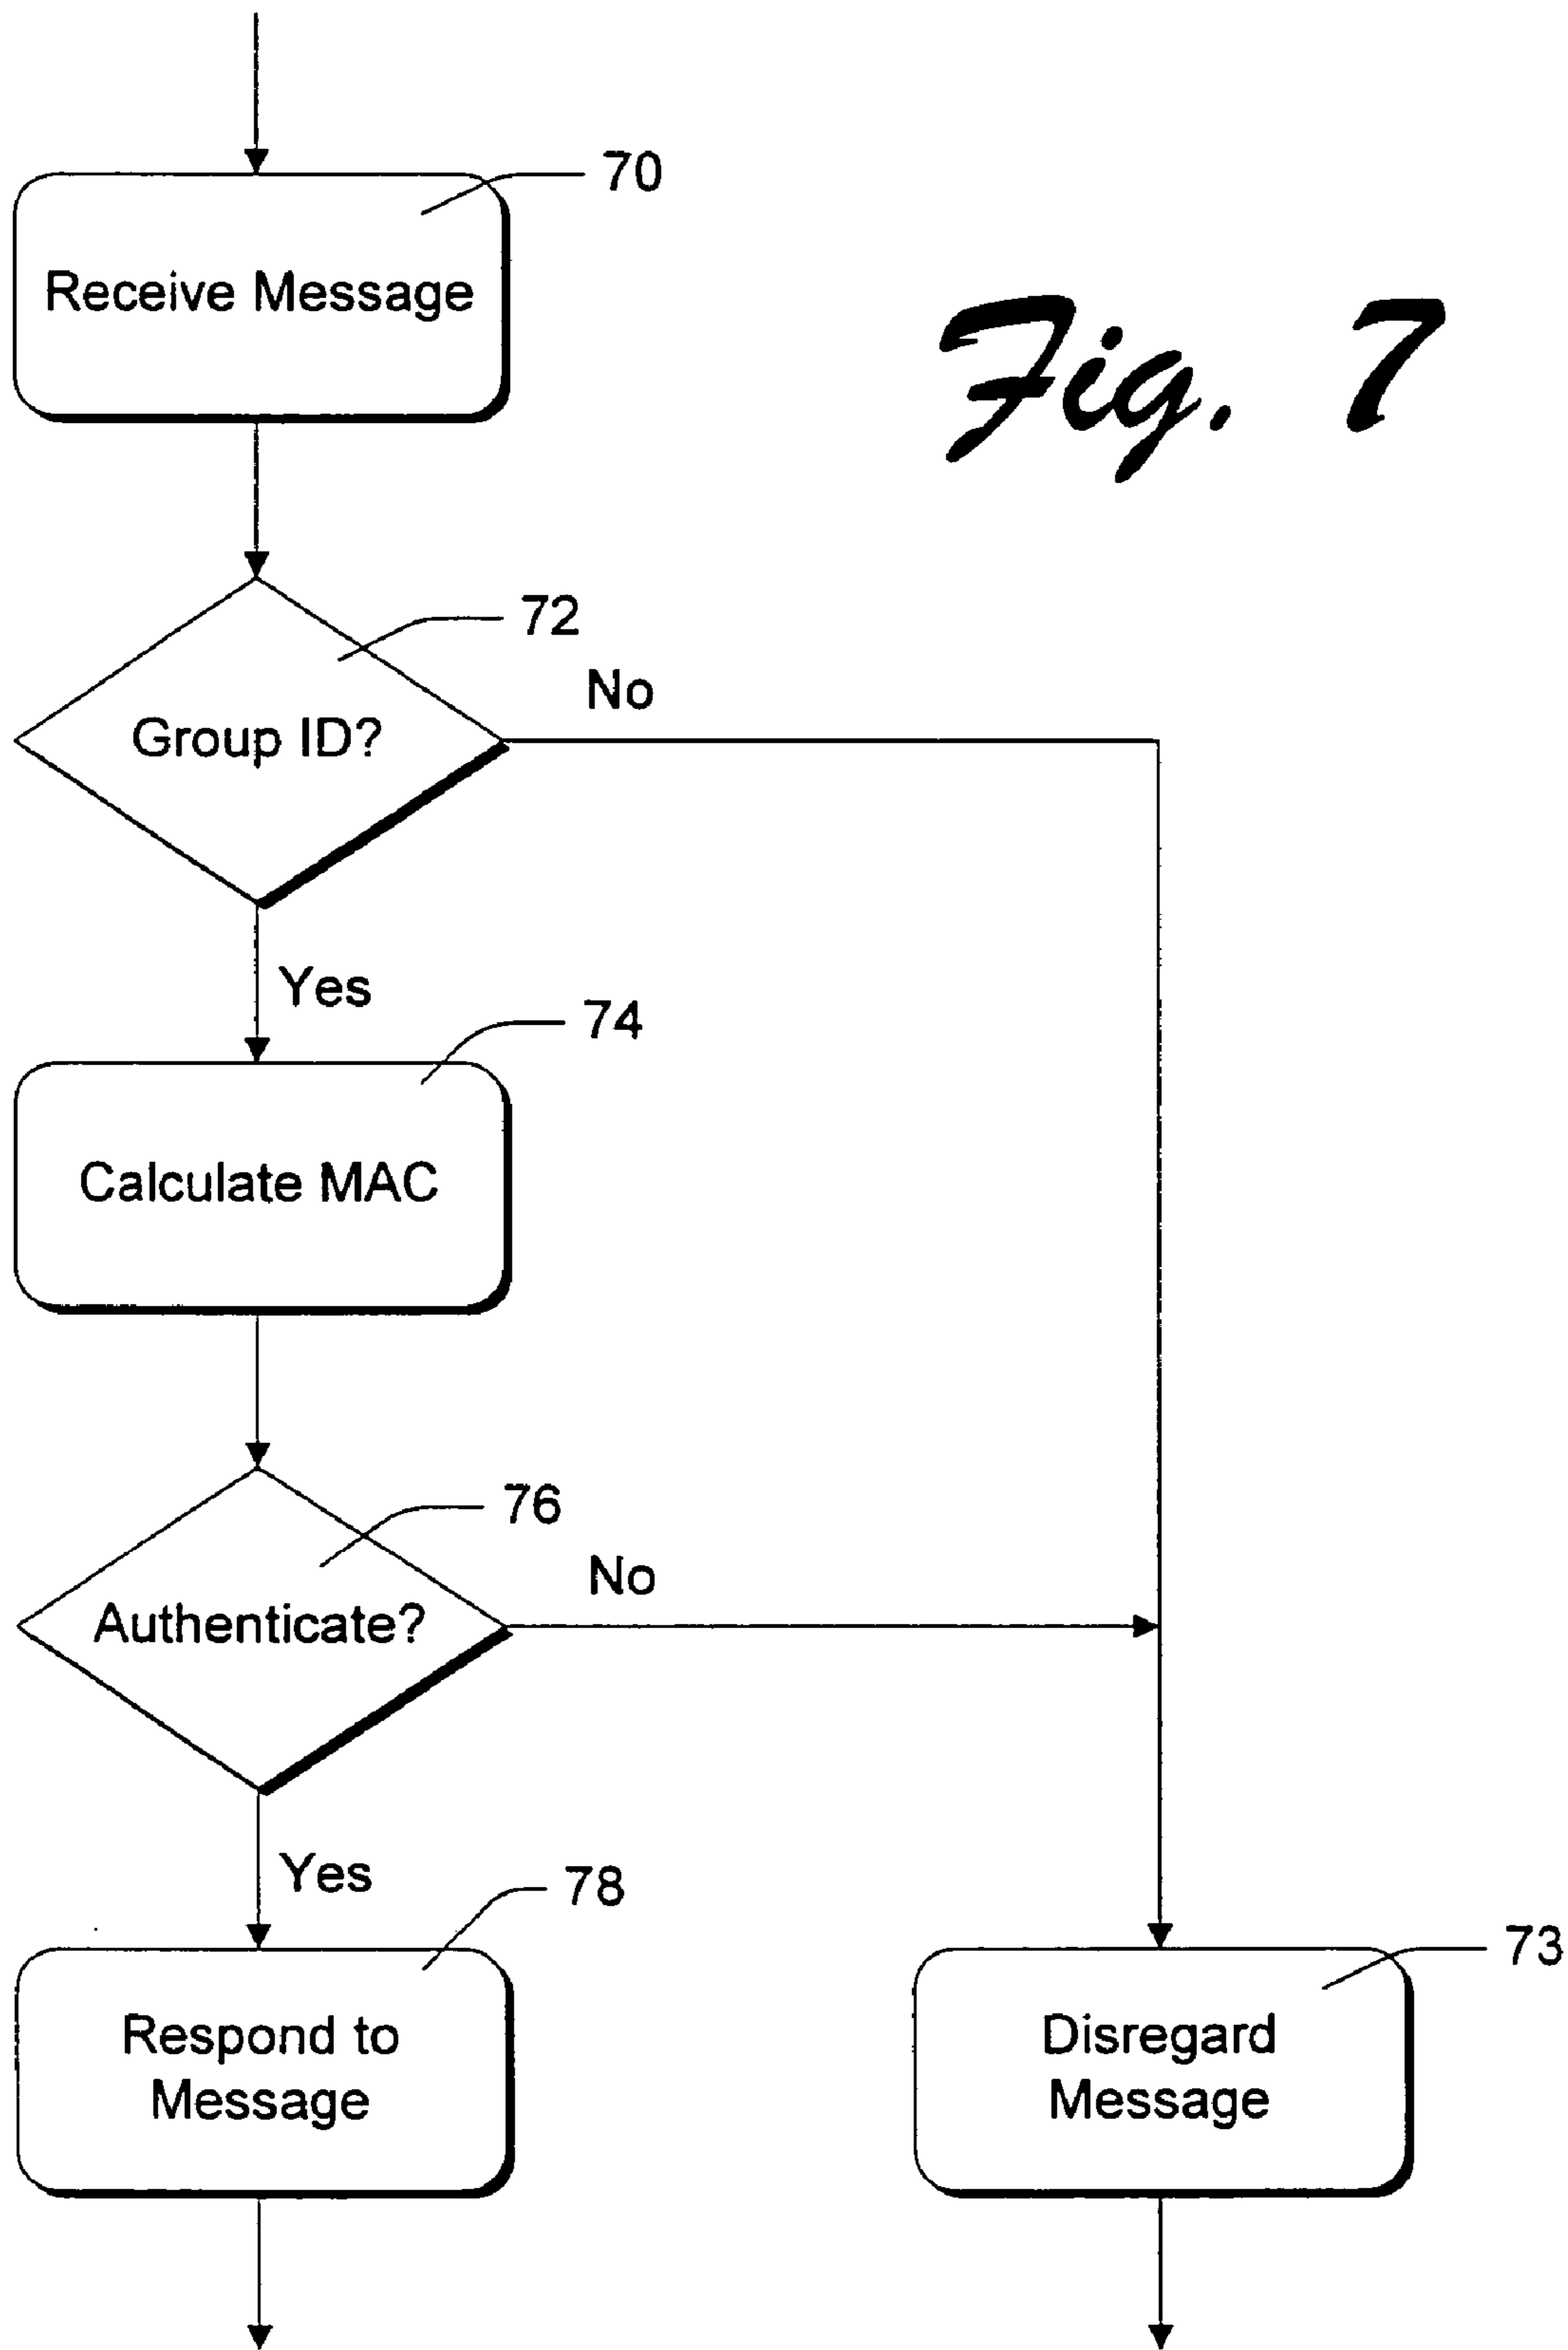 70
Receive Message
Fig. 7
72
No
Group ID?
Yes
74
Calculate MAC
76
No
Authenticate?
Yes
78
73
Respond to
Message
Disregard
Message